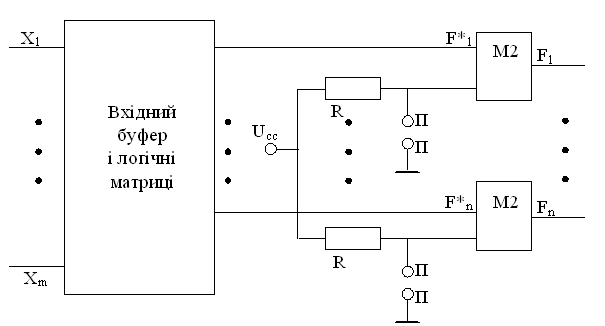 X1
Вхідний
буфер
і логічні
матриці
Xm
Ucc
R
П
П
F*1
M2
F1
F*n
M2
Fn
R
П
П